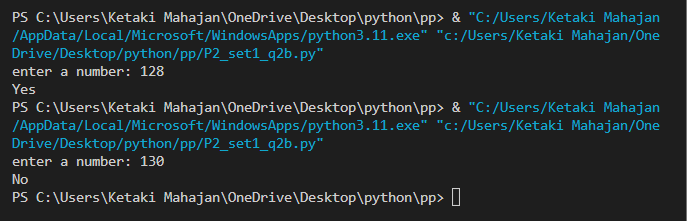 PS C:\Users\Ketaki Mahajan\OneDrive\Desktop\python\pp> & "C:/Users/Ketaki Mahajan
/AppData/Local/Microsoft/WindowsApps/python3.11.exe" "c:/Users/Ketaki Mahajan/One
Drive/Desktop/python/pp/P2_set1_q2b.py"
enter a number: 128
Yes
PS C:\Users\Ketaki Mahajan\OneDrive\Desktop\python\pp> & "C:/Users/Ketaki Mahajan
/AppData/Local/Microsoft/WindowsApps/python3.11.exe" "c:/Users/Ketaki Mahajan/One
Drive/Desktop/python/pp/P2_set1_q2b.py"
enter a number: 130
No
PS C:\Users\Ketaki Mahajan\OneDrive\Desktop\python\pp>